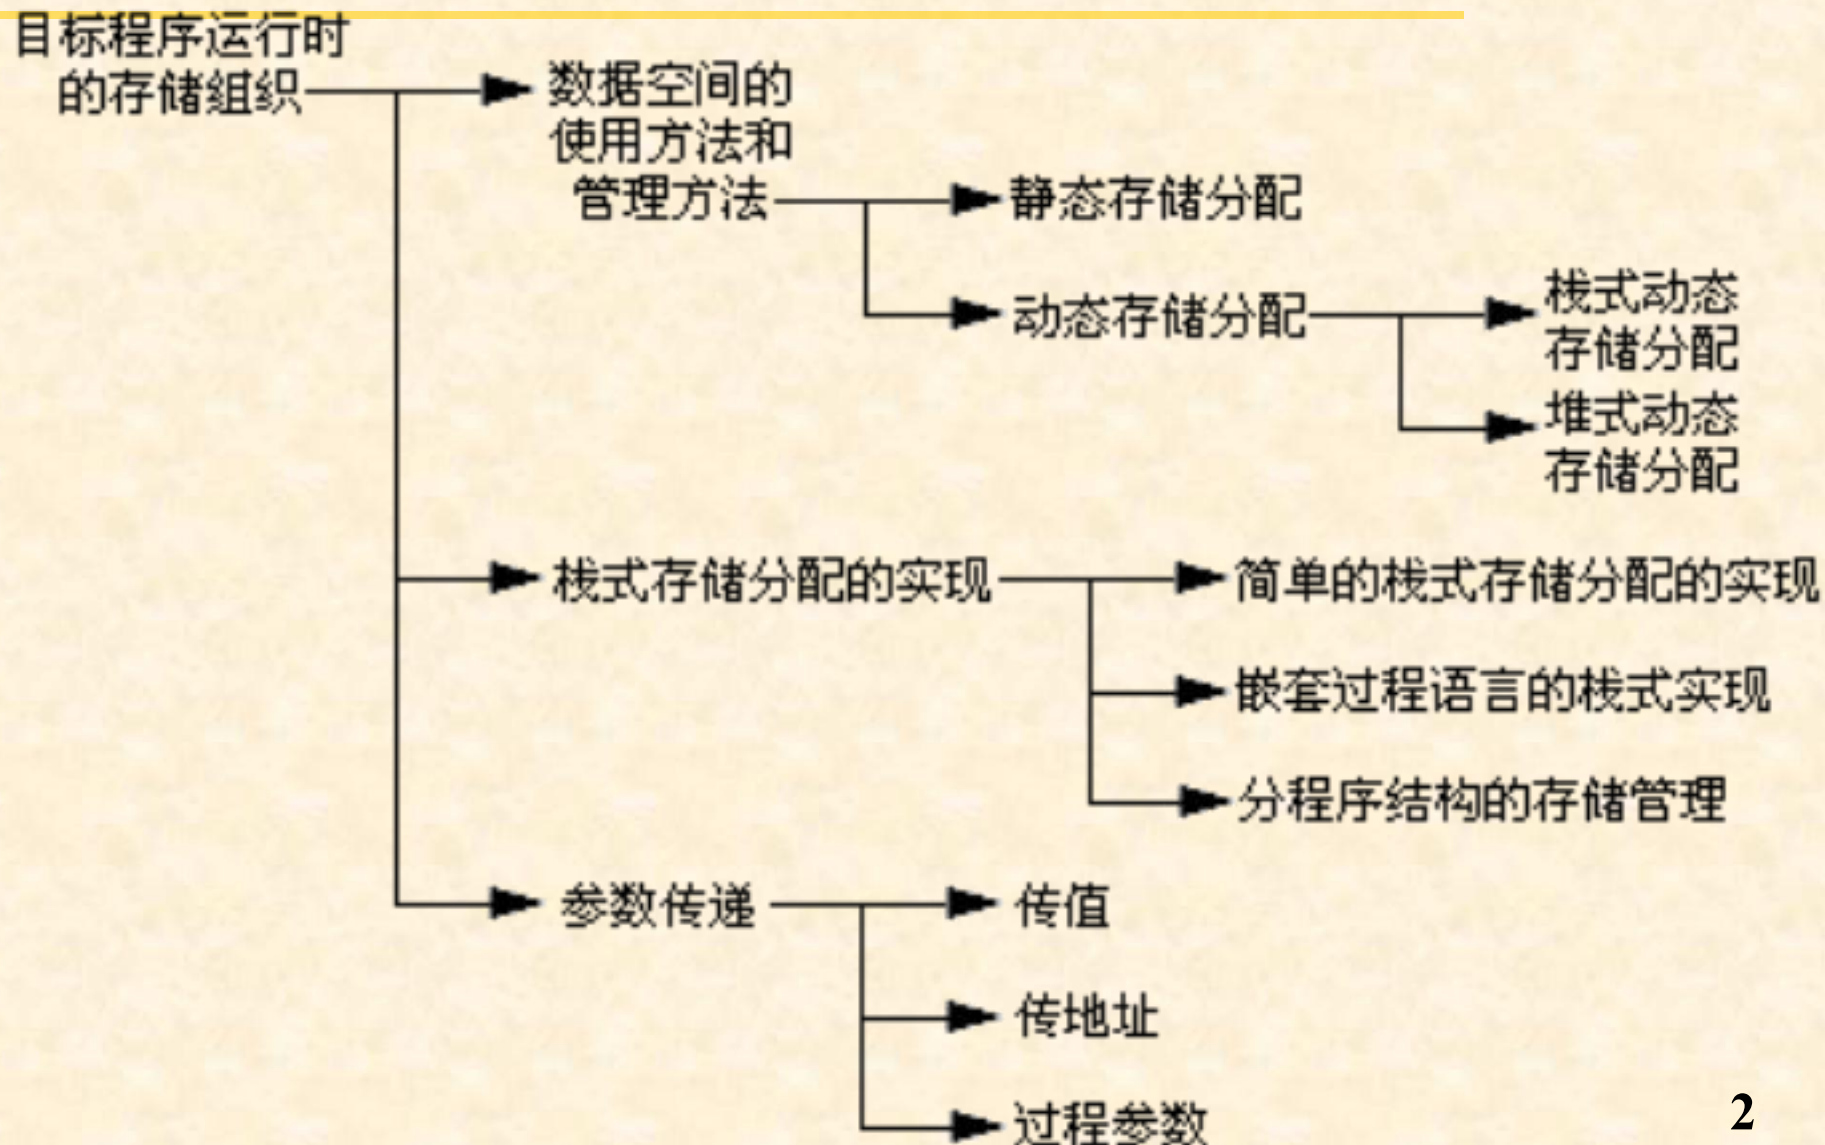 目标程序运行时
的存储组织
数据空间的
使用方法和
管理方法
静态存储分配
动态存储分配
栈式动态
存储分配
堆式动态
存储分配
栈式存储分配的实现
简单的栈式存储分配的实现
嵌套过程语言的栈式实现
分程序结构的存储管理
参数传递
传值
传地址
过程参数
2